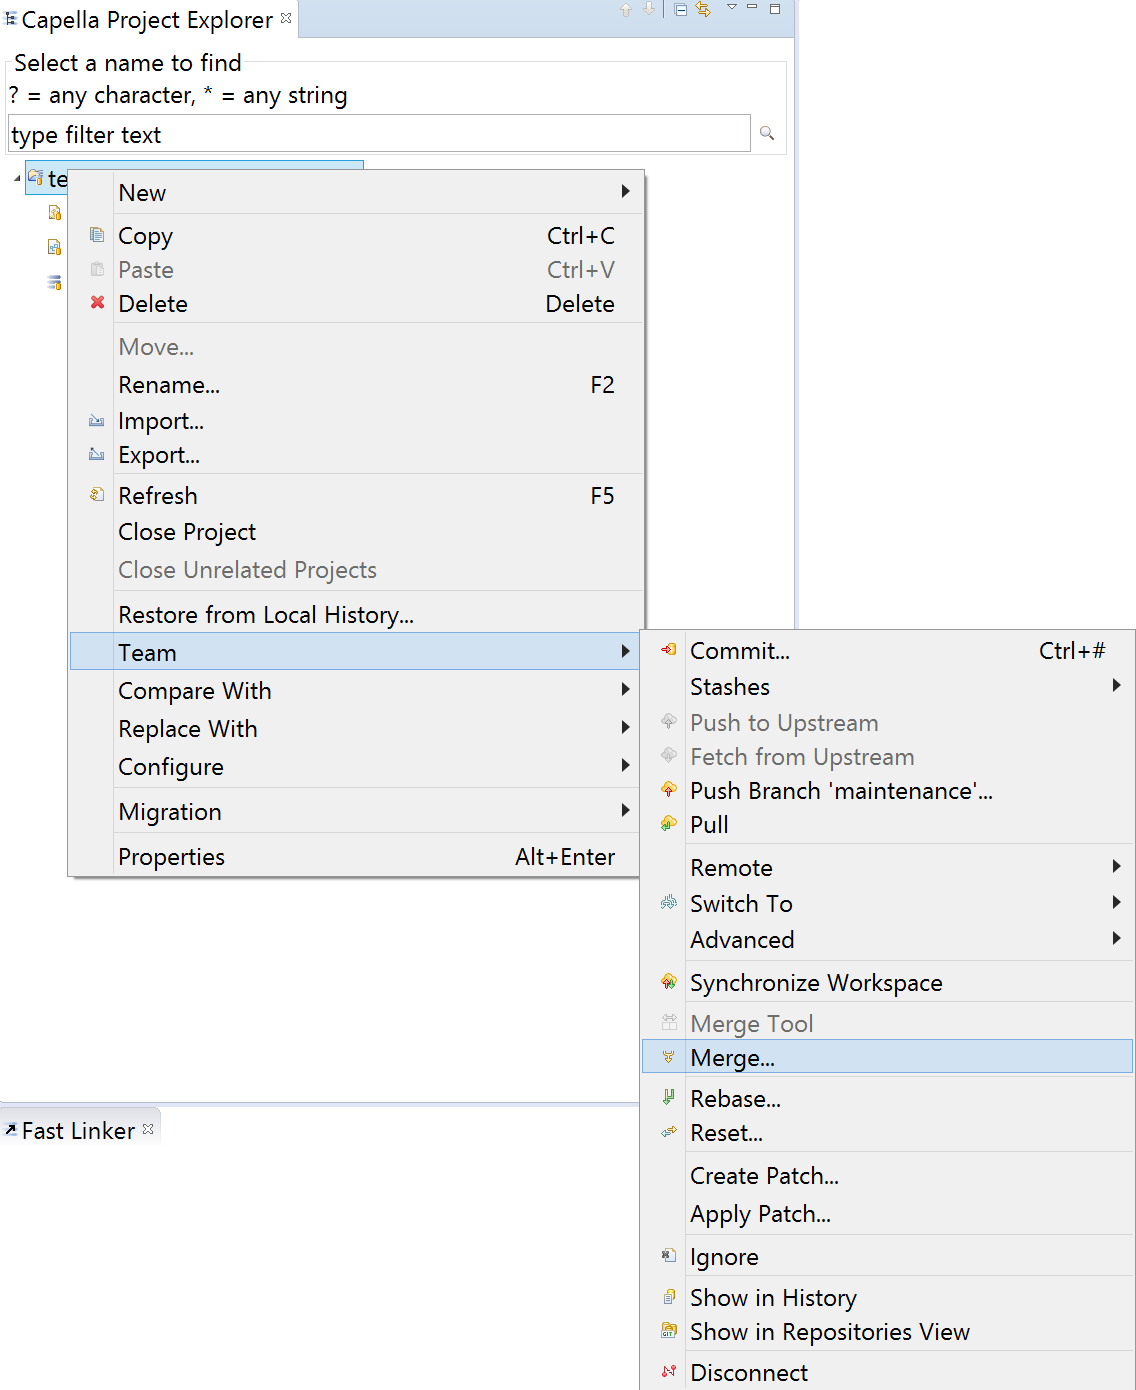 Capella Project Explorer
Select a name to find
? = any character, * = any string
type filter text
te
New
Copy Ctrl+C
Paste Ctrl+V
Delete Delete
Move...
Rename... F2
Import...
Export...
Refresh F5
Close Project
Close Unrelated Projects
Restore from Local History...
Team
Compare With
Replace With
Configure
Migration
Properties Alt+Enter
Commit... Ctrl+#
Stashes
Push to Upstream
Fetch from Upstream
Push Branch 'maintenance'...
Pull
Remote
Switch To
Advanced
Synchronize Workspace
Merge Tool
Merge...
Rebase...
Reset...
Create Patch...
Apply Patch...
Ignore
Show in History
Show in Repositories View
Disconnect
Fast Linker